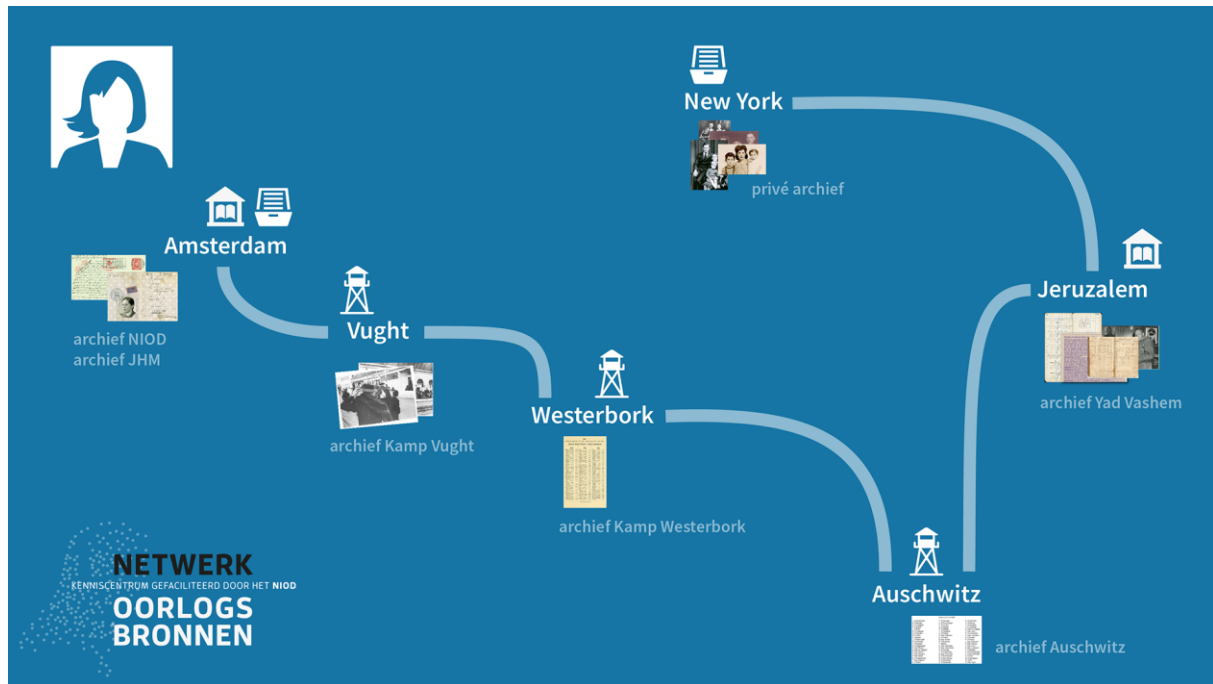 New York
privé archief
Amsterdam
archief NIOD
archief JHM
Vught
archief Kamp Vught
Westerbork
archief Kamp Westerbork
Auschwitz
archief Auschwitz
Jeruzalem
archief Yad Vashem
NETWERK
KENNISCENTRUM GEFACILITEERD DOOR HET NIOD
OORLOGS
BRONNEN